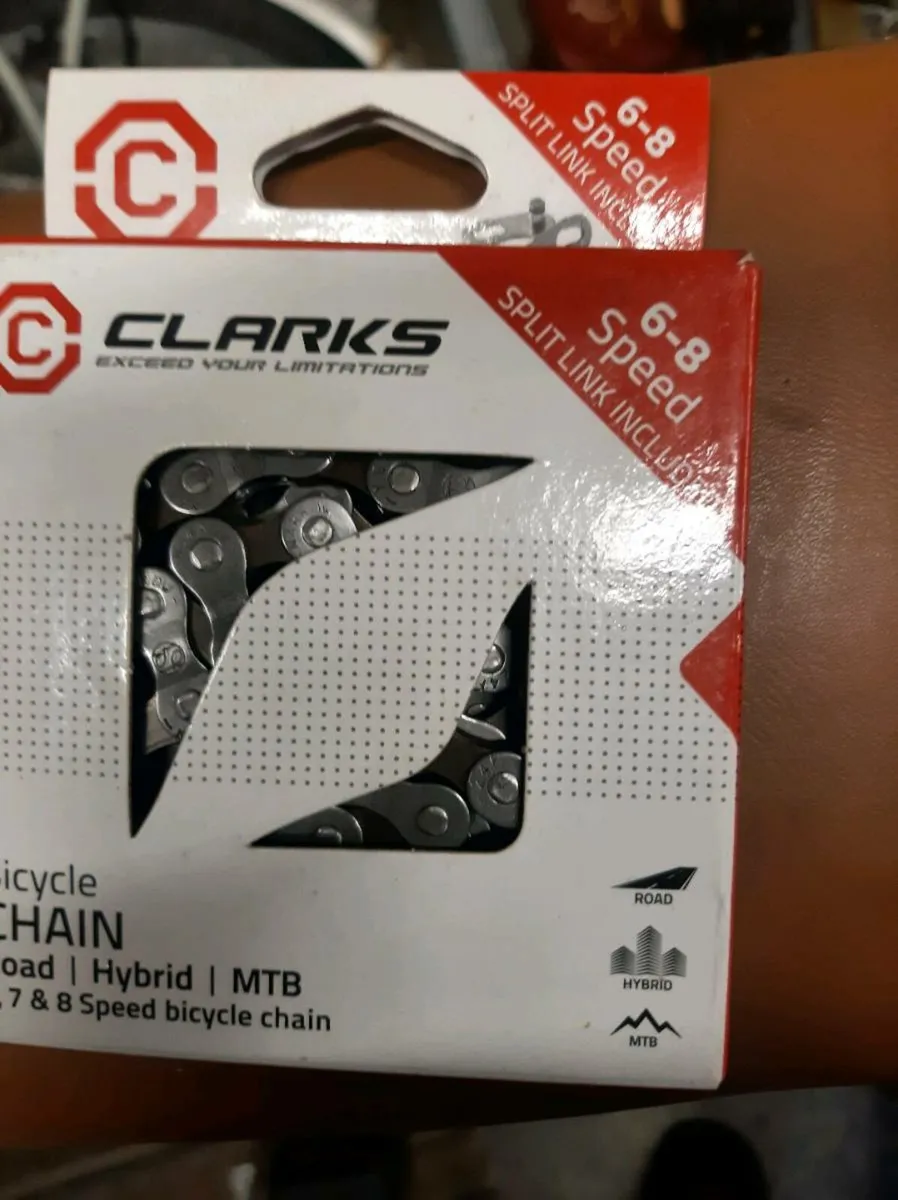 C
6-8
Speed
SPLIT LINK INCLU
C
CLARKS
EXCEED YOUR LIMITATIONS
6-8
Speed
SPLIT LINK INCLUD
icycle
CHAIN
oad | Hybrid | MTB
, 7 & 8 Speed bicycle chain
ROAD
HYBRID
MTB